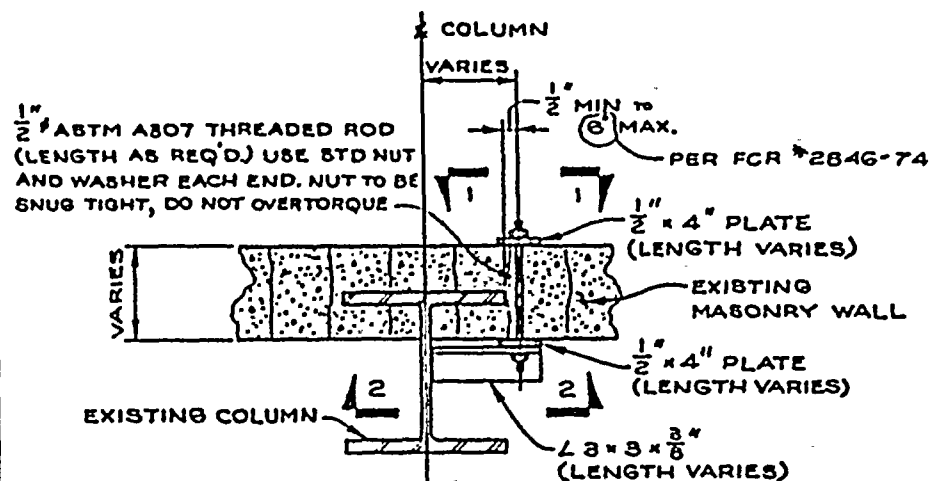 ℄ COLUMN
VARIES
1/2" MIN TO
6" MAX.
PER FCR #2846-74
1/2"ø ASTM A307 THREADED ROD
(LENGTH AS REQ'D.) USE STD NUT
AND WASHER EACH END. NUT TO BE
SNUG TIGHT, DO NOT OVERTORQUE
1
1
1/2" × 4" PLATE
(LENGTH VARIES)
VARIES
EXISTING
MASONRY WALL
1/2" × 4" PLATE
(LENGTH VARIES)
2
2
EXISTING COLUMN
L 3 × 3 × 3/8"
(LENGTH VARIES)